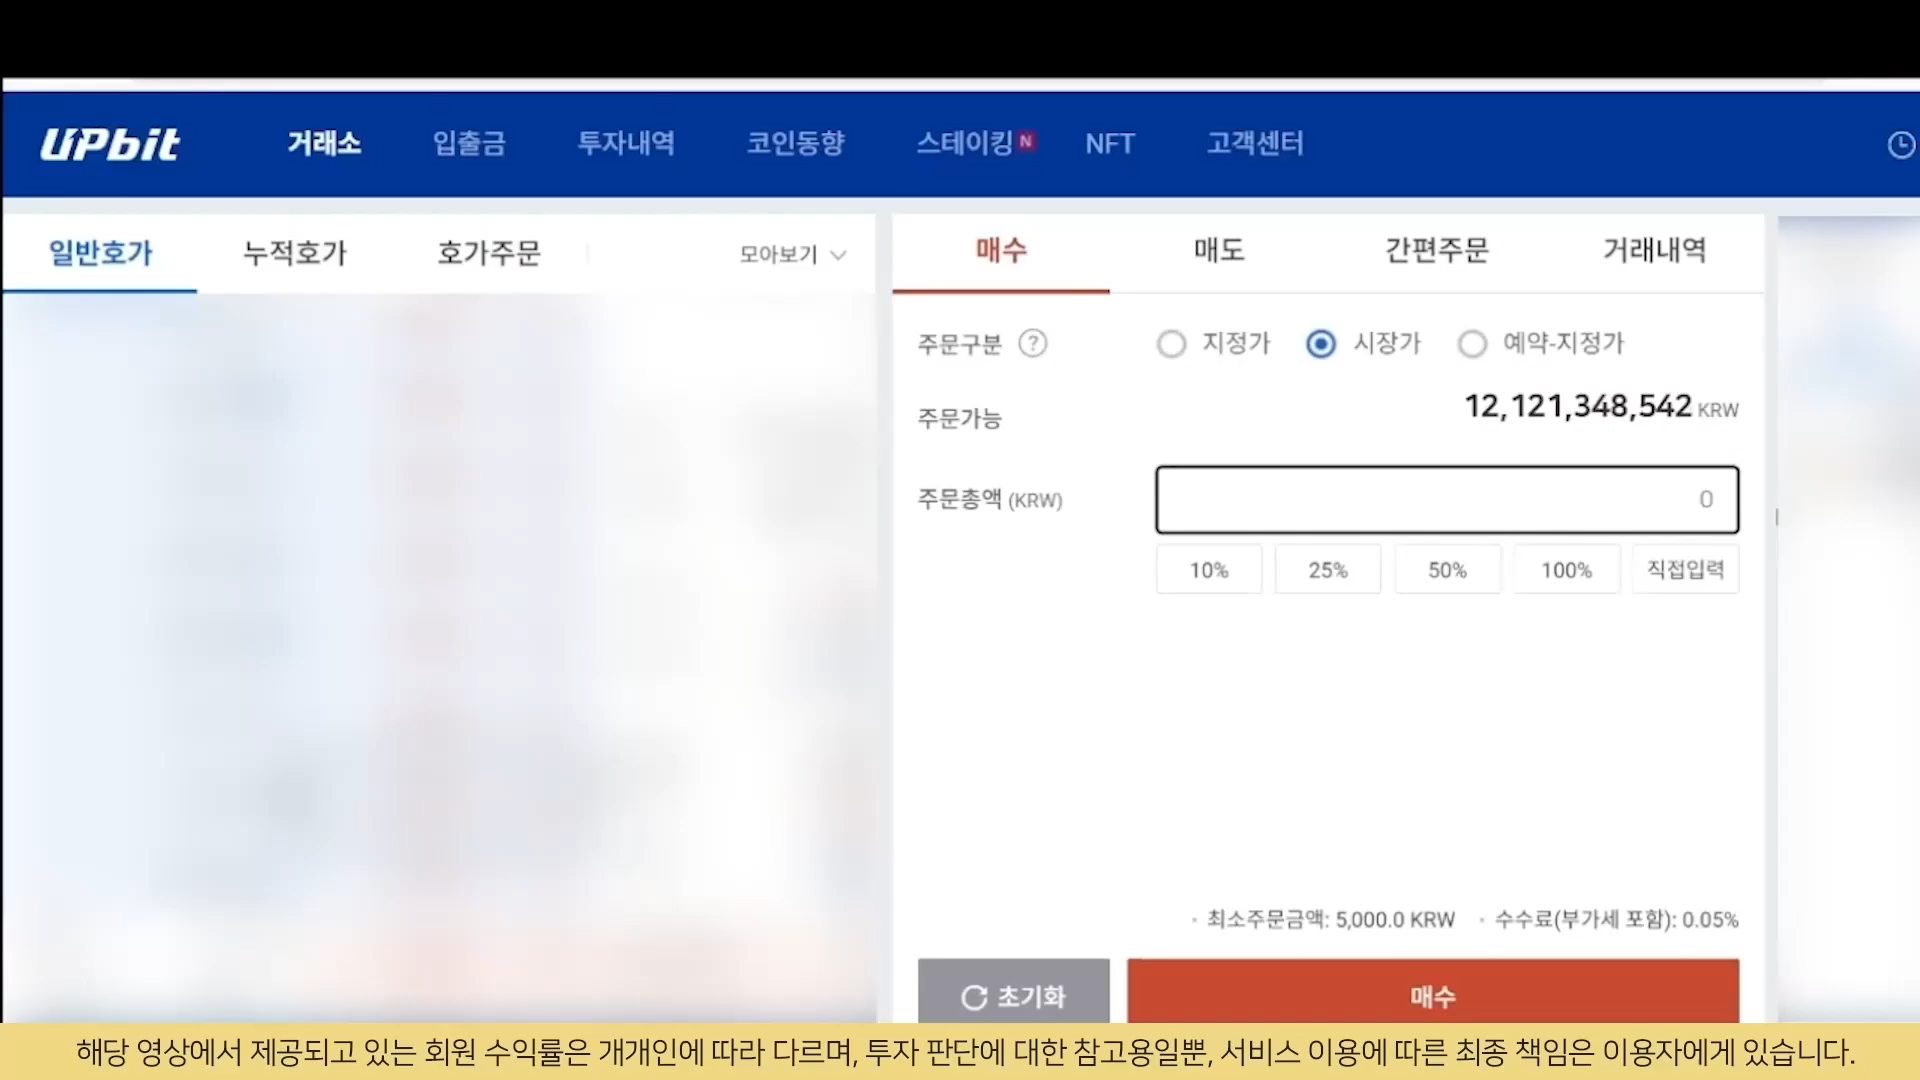 UPbit 거래소 입출금 투자내역 코인동향 스테이킹 N NFT 고객센터
일반호가 누적호가 호가주문 모아보기
매수 매도 간편주문 거래내역
주문구분 ? 지정가 시장가 예약-지정가
주문가능 12,121,348,542 KRW
주문총액 (KRW) 0
10% 25% 50% 100% 직접입력
· 최소주문금액: 5,000.0 KRW · 수수료(부가세 포함): 0.05%
초기화 매수
해당 영상에서 제공되고 있는 회원 수익률은 개개인에 따라 다르며, 투자 판단에 대한 참고용일뿐, 서비스 이용에 따른 최종 책임은 이용자에게 있습니다.